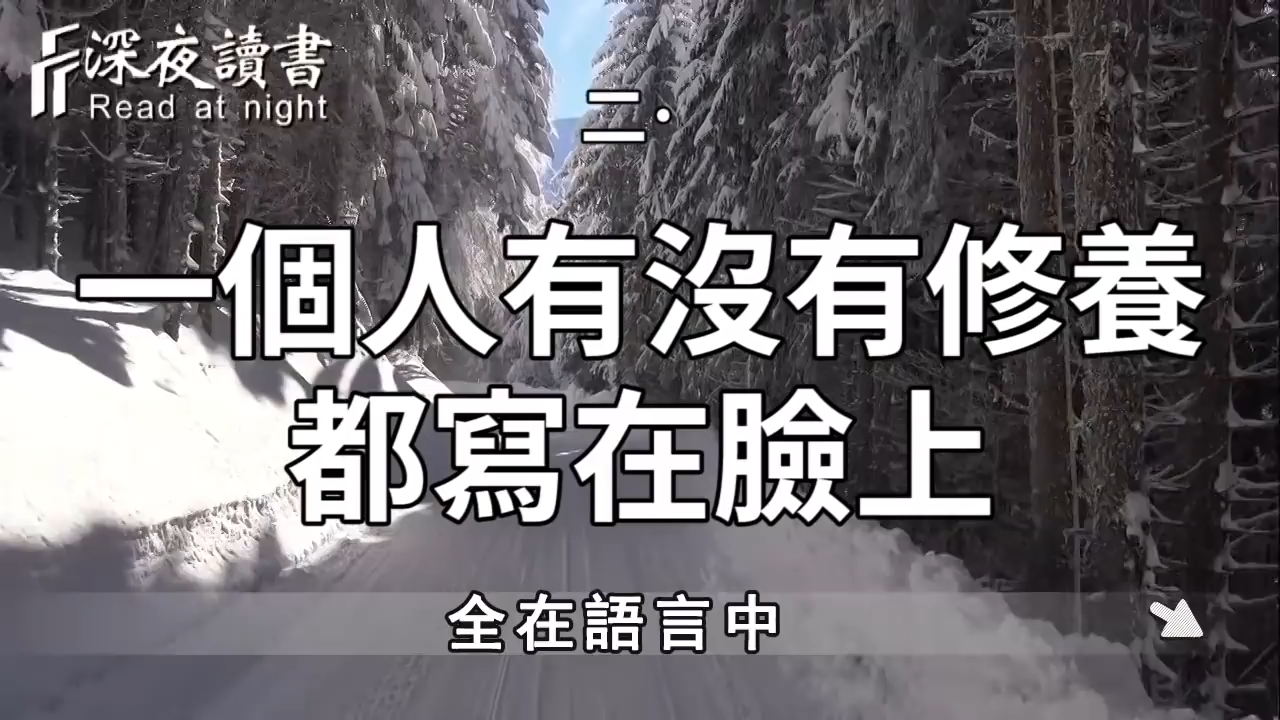 深夜讀書
Read at night
二·
一個人有沒有修養
都寫在臉上
全在語言中